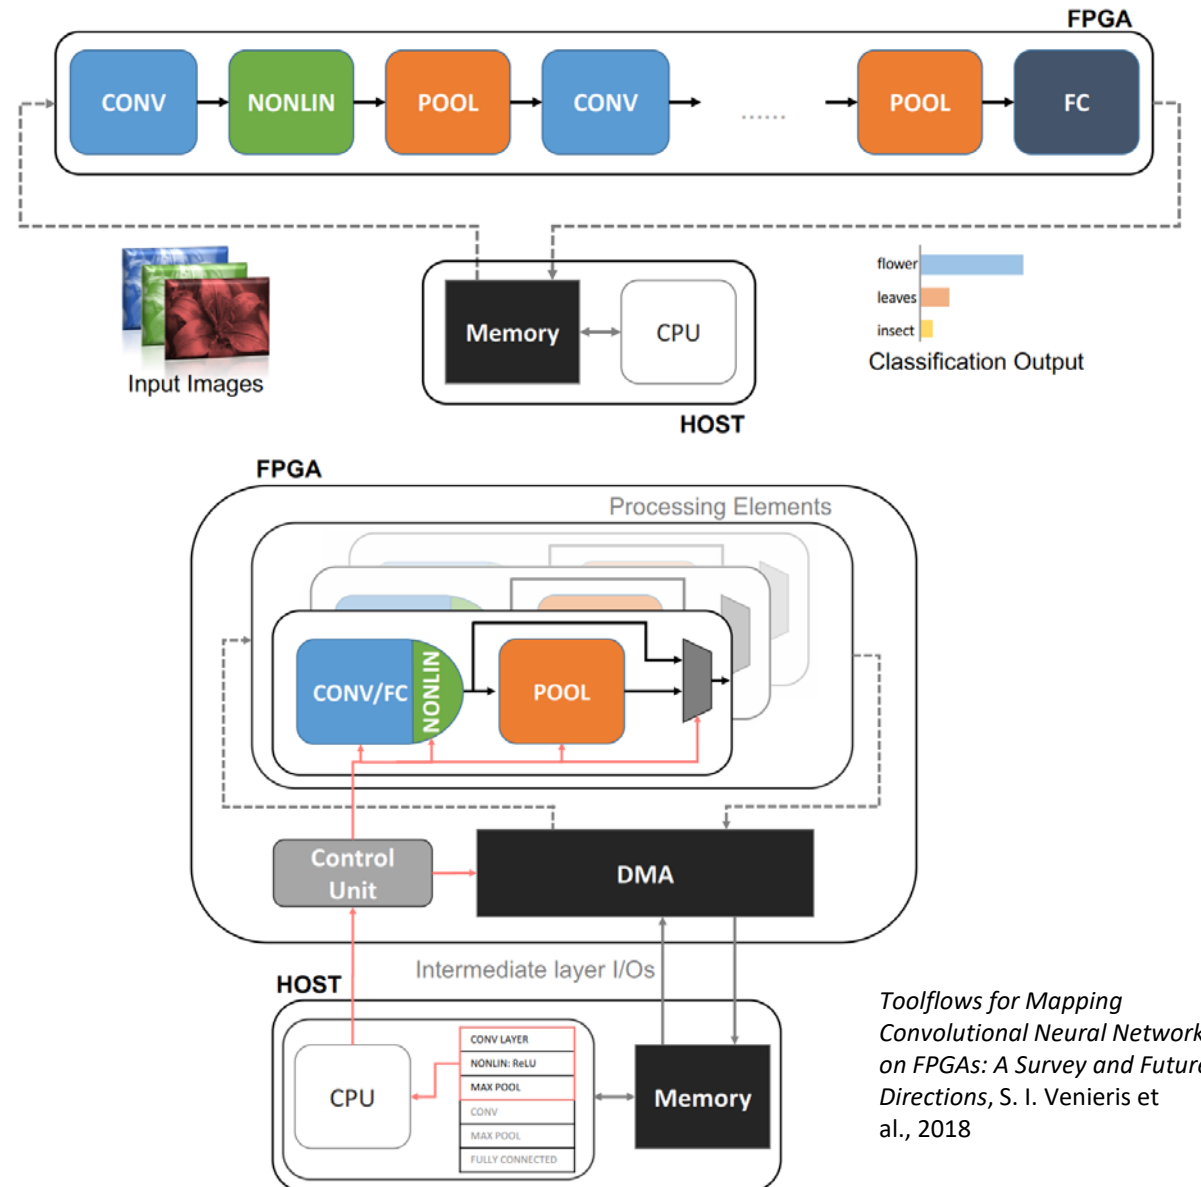 FPGA
CONV
NONLIN
POOL
CONV
......
POOL
FC
Input Images
Memory
CPU
HOST
flower
leaves
insect
Classification Output
FPGA
Processing Elements
CONV/FC
NONLIN
POOL
Control
Unit
DMA
Intermediate layer I/Os
HOST
CPU
CONV LAYER
NONLIN: ReLU
MAX POOL
CONV
MAX POOL
FULLY CONNECTED
Memory
Toolflows for Mapping
Convolutional Neural Network
on FPGAs: A Survey and Future
Directions, S. I. Venieris et
al., 2018